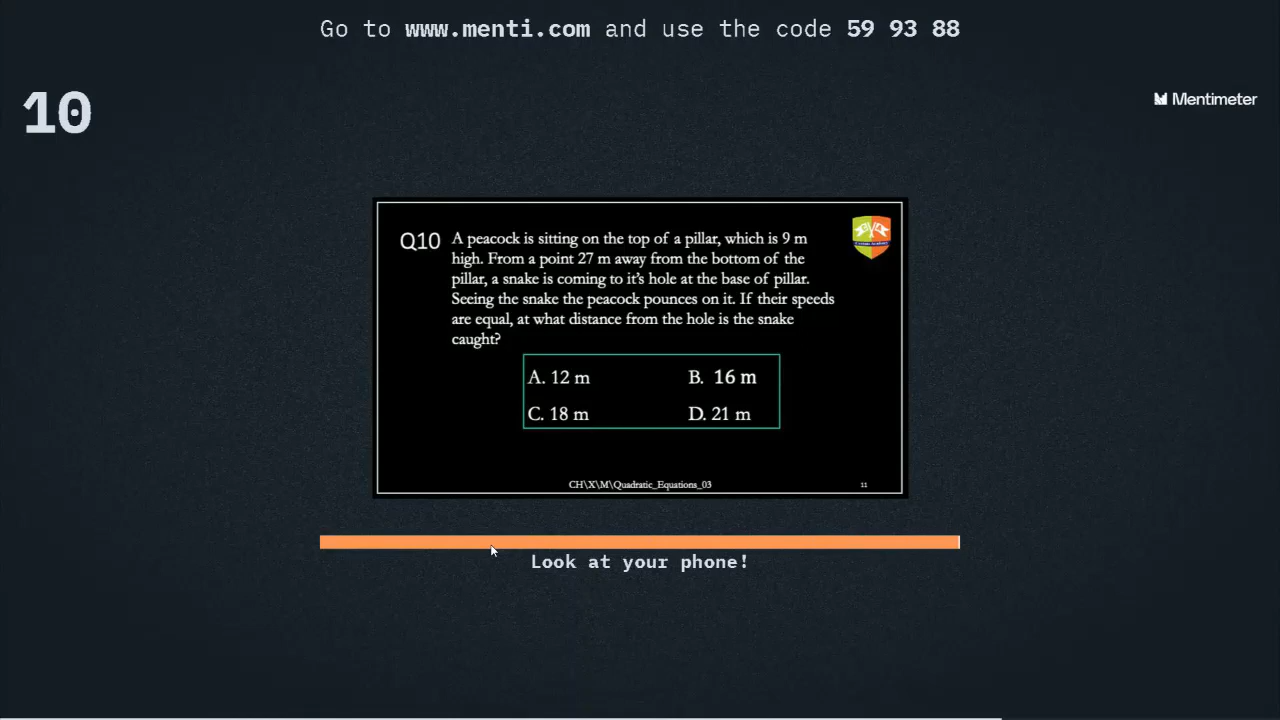 Go to www.menti.com and use the code 59 93 88
10
Mentimeter
Q10 A peacock is sitting on the top of a pillar, which is 9 m
high. From a point 27 m away from the bottom of the
pillar, a snake is coming to it's hole at the base of pillar.
Seeing the snake the peacock pounces on it. If their speeds
are equal, at what distance from the hole is the snake
caught?
A. 12 m B. 16 m
C. 18 m D. 21 m
CH\X\M\Quadratic_Equations_03 11
Look at your phone!